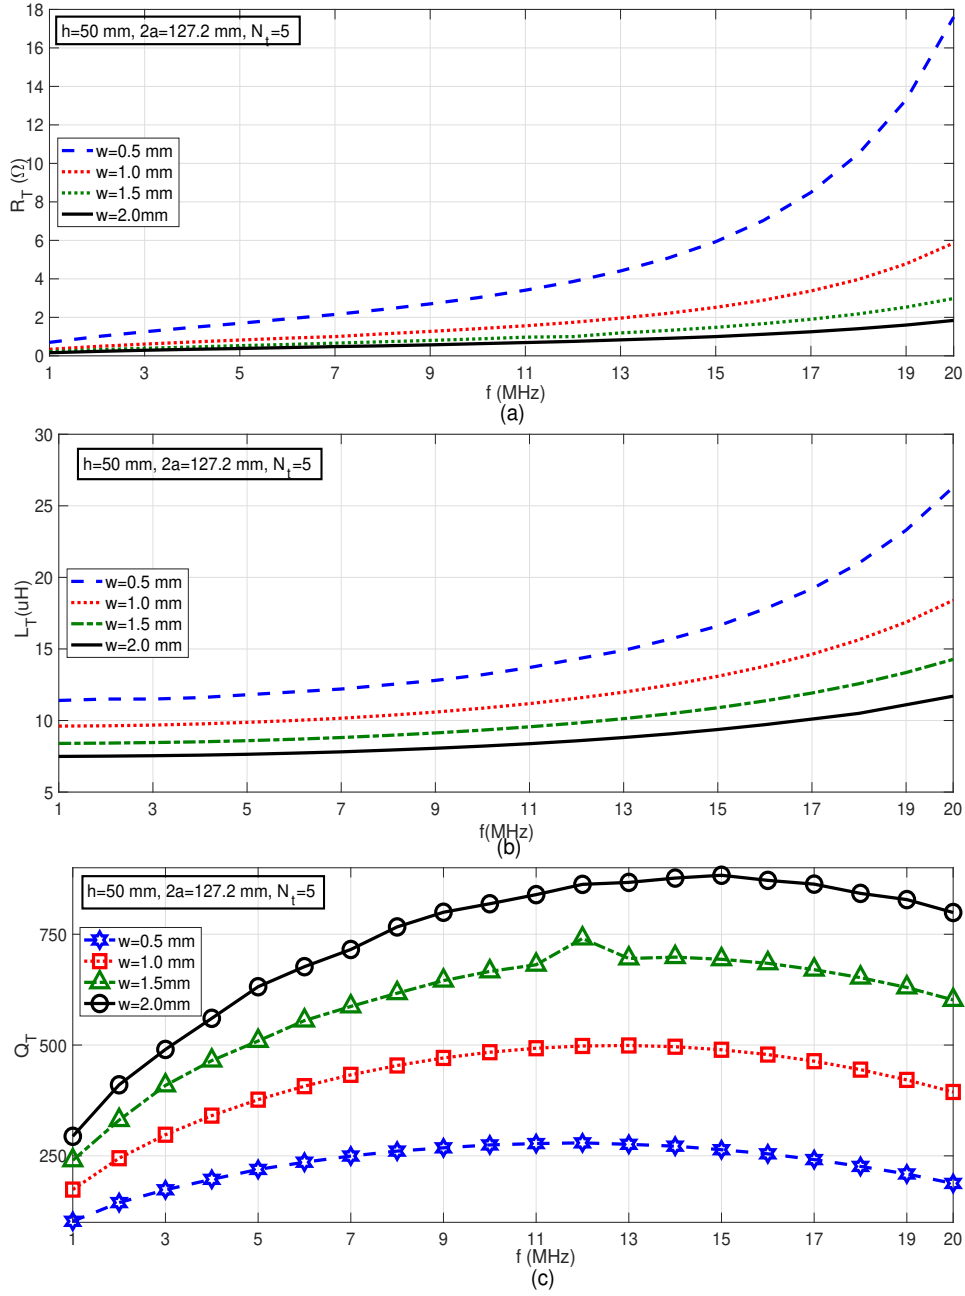 h=50 mm, 2a=127.2 mm, N_t=5
18
16
14
12
10
8
6
4
2
0
R_T (Ω)
w=0.5 mm
w=1.0 mm
w=1.5 mm
w=2.0mm
1 3 5 7 9 11 13 15 17 19 20
f (MHz)
(a)
h=50 mm, 2a=127.2 mm, N_t=5
30
25
20
15
10
5
L_T(uH)
w=0.5 mm
w=1.0 mm
w=1.5 mm
w=2.0 mm
1 3 5 7 9 11 13 15 17 19 20
f(MHz)
(b)
h=50 mm, 2a=127.2 mm, N_t=5
750
500
250
Q_T
w=0.5 mm
w=1.0 mm
w=1.5mm
w=2.0mm
1 3 5 7 9 11 13 15 17 19 20
f (MHz)
(c)